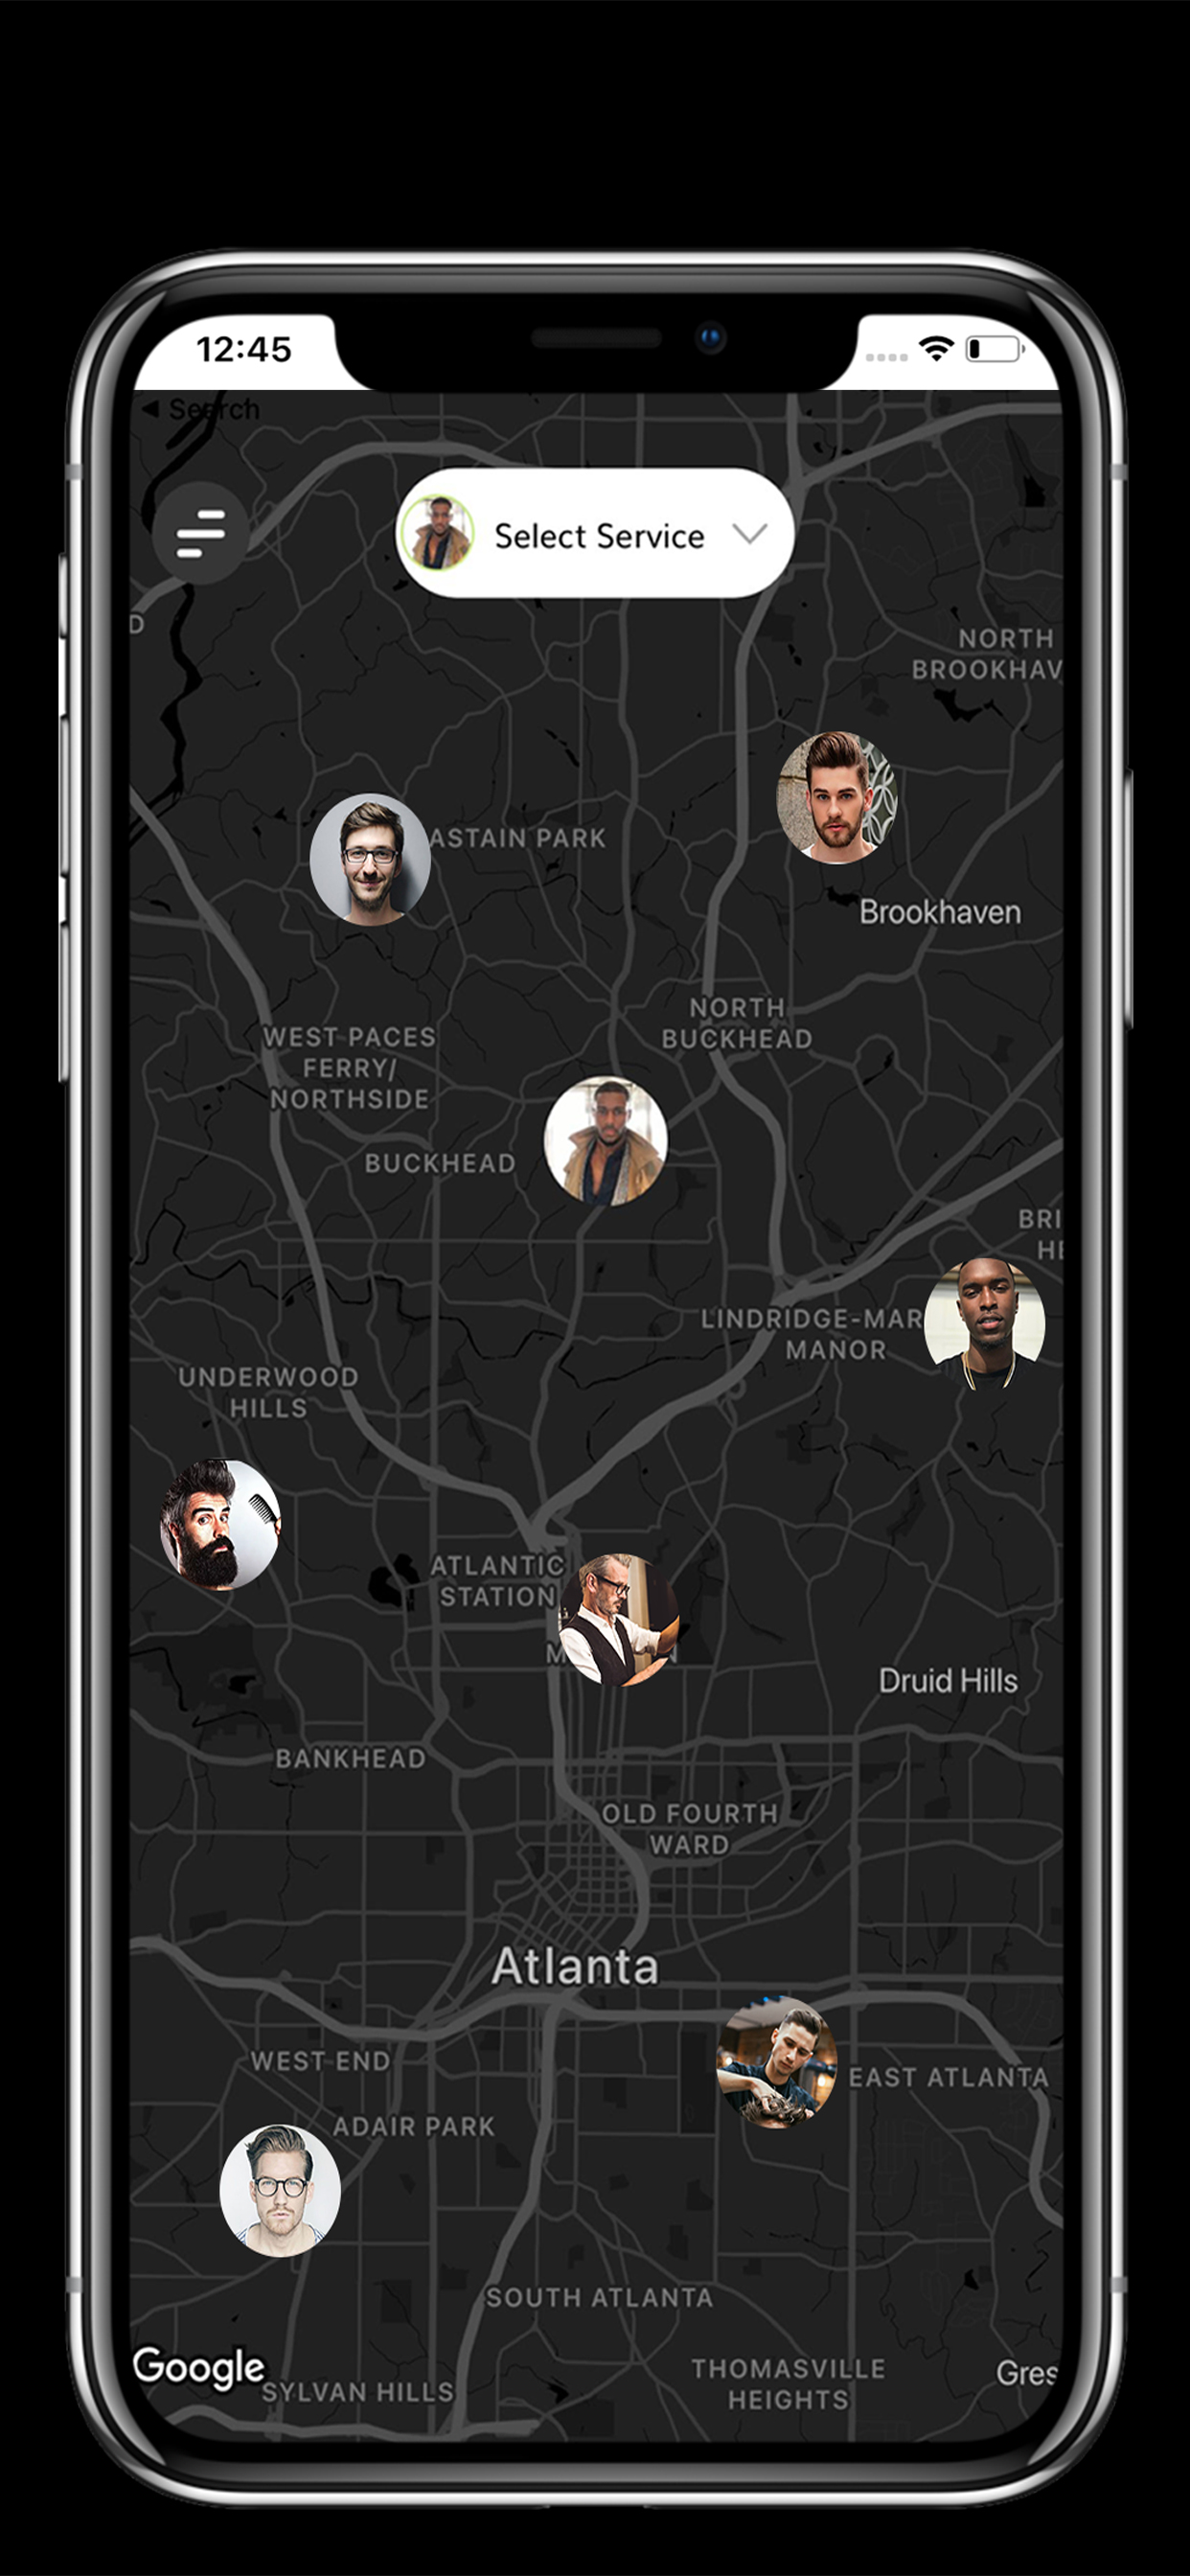 12:45
Search
Select Service
D
NORTH
BROOKHAV
ASTAIN PARK
Brookhaven
NORTH
BUCKHEAD
WEST PACES
FERRY/
NORTHSIDE
BUCKHEAD
BRI
HE
LINDRIDGE-MAR
MANOR
UNDERWOOD
HILLS
ATLANTIC
STATION
Druid Hills
BANKHEAD
OLD FOURTH
WARD
Atlanta
WEST END
EAST ATLANTA
ADAIR PARK
SOUTH ATLANTA
Google
SYLVAN HILLS
THOMASVILLE
HEIGHTS
Gres